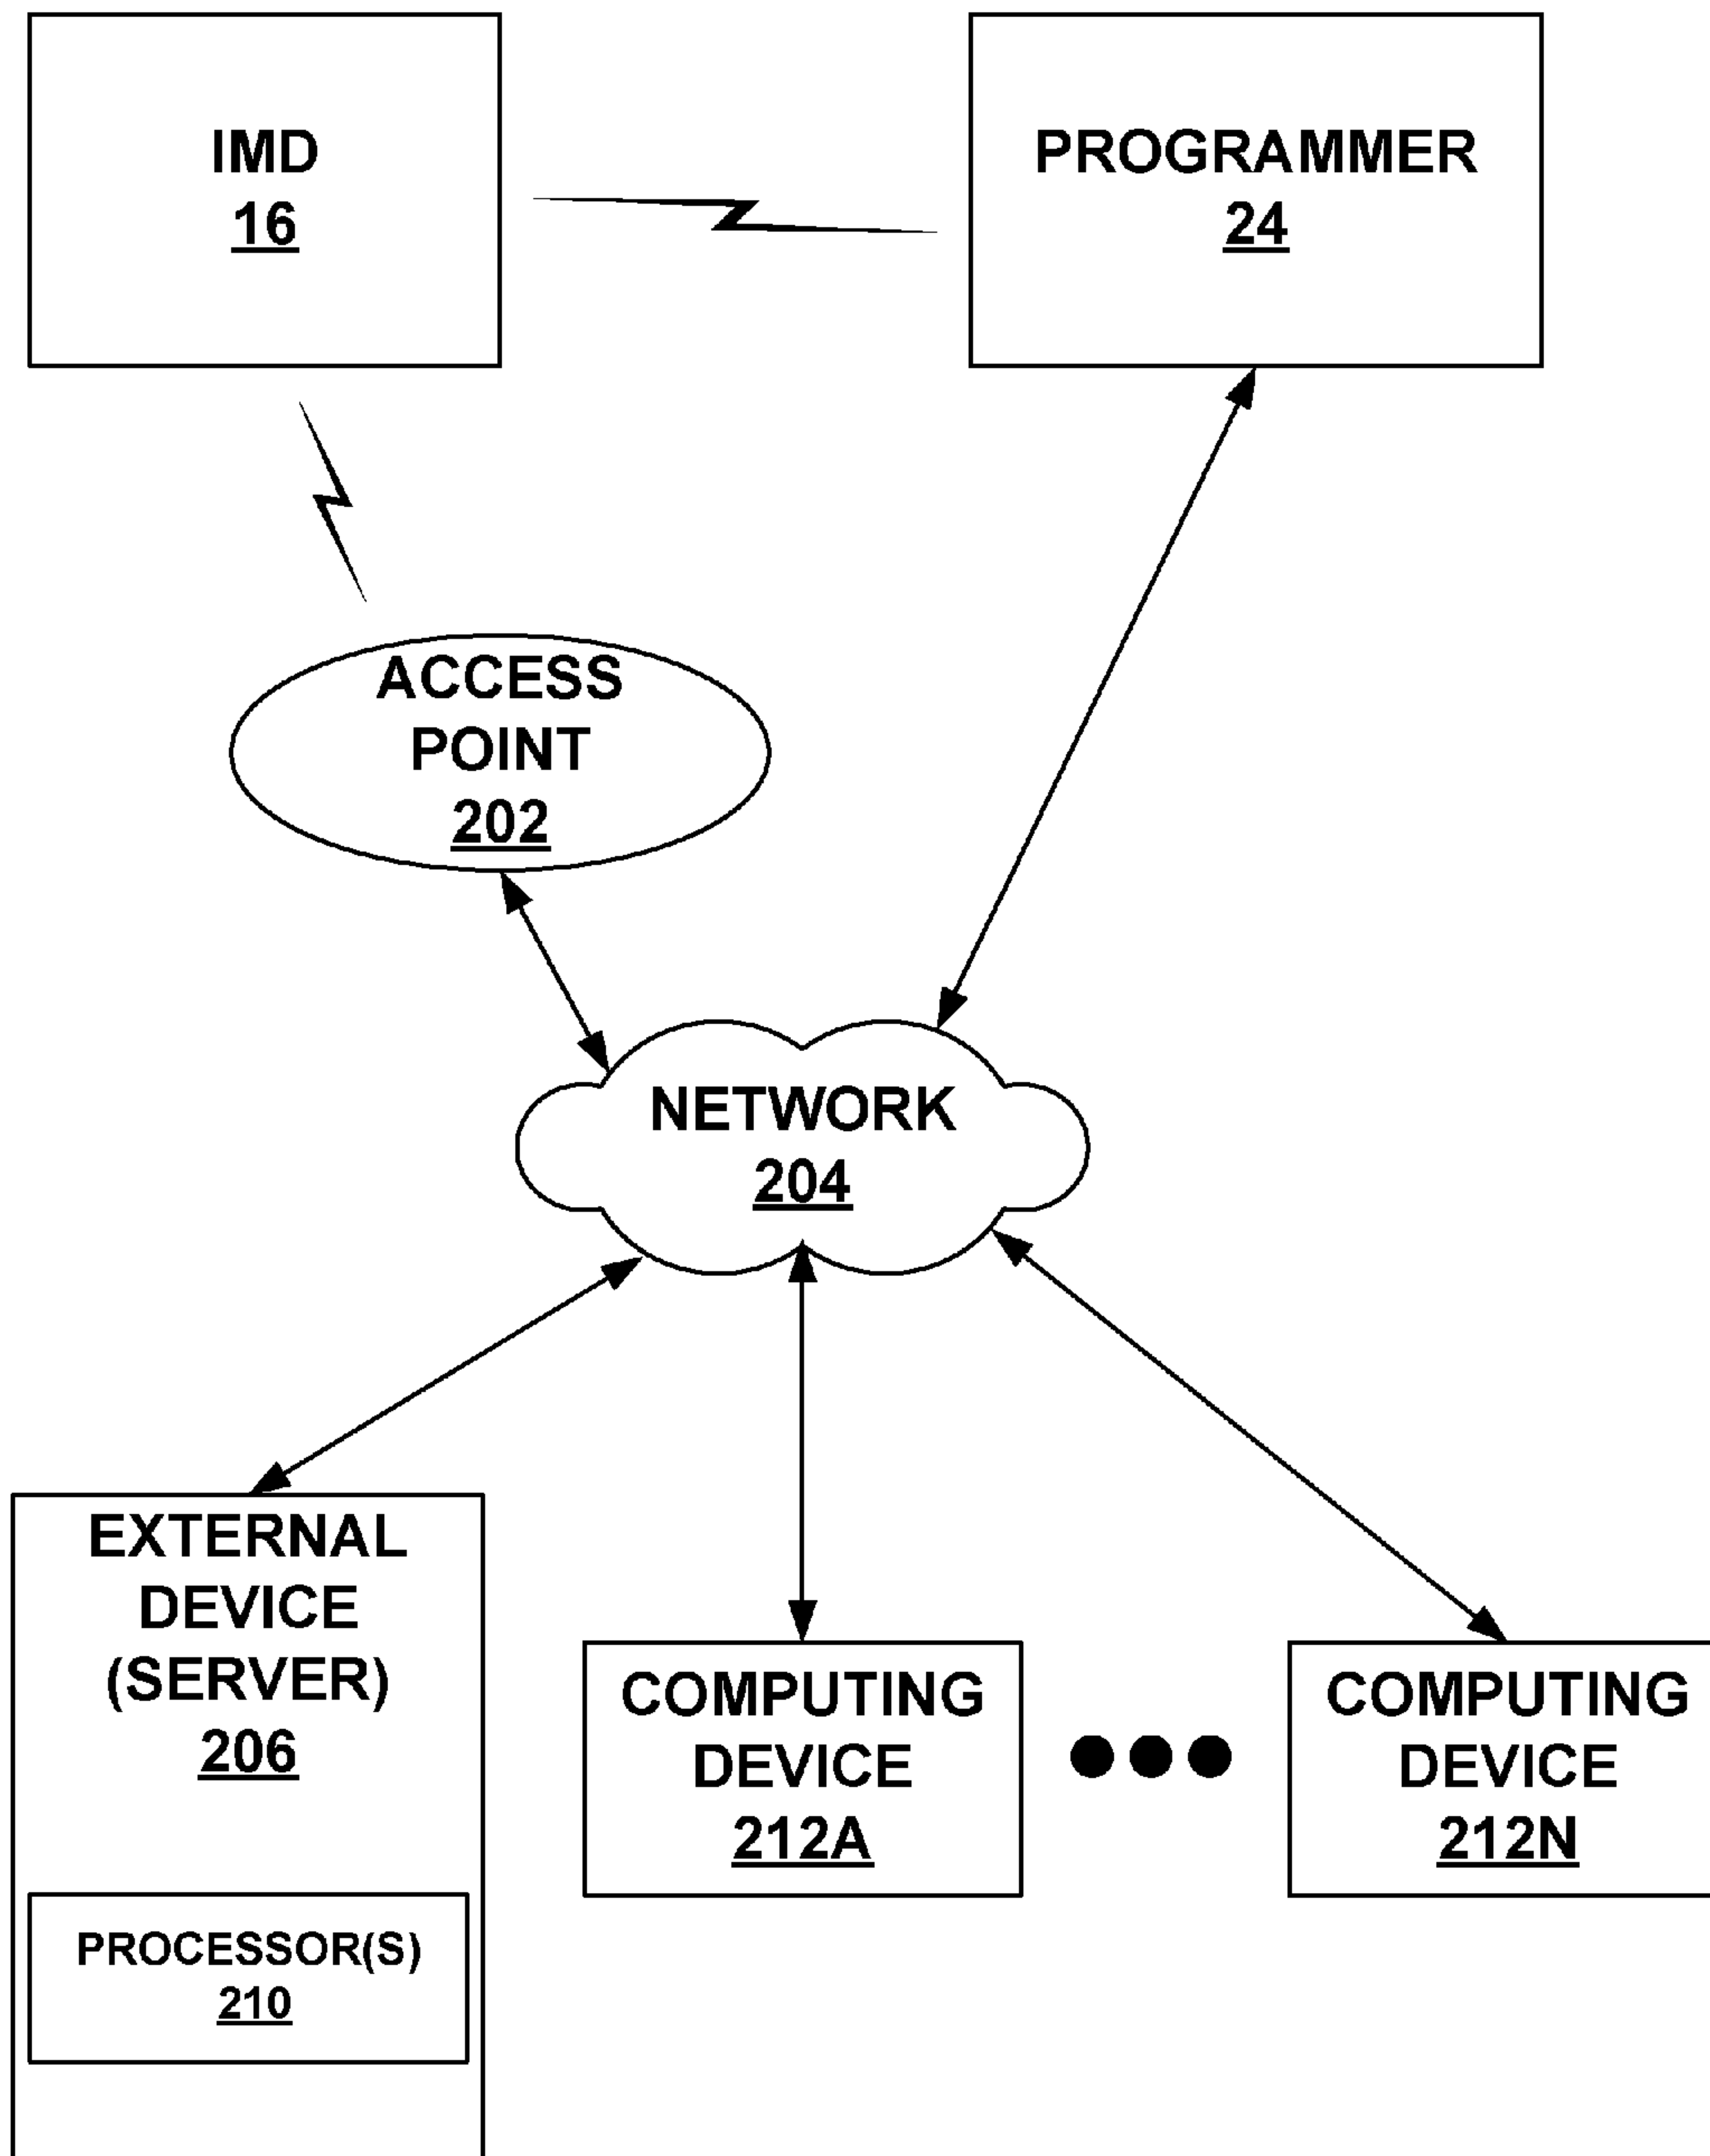 IMD
16
PROGRAMMER
24
ACCESS
POINT
202
NETWORK
204
EXTERNAL
DEVICE
(SERVER)
206
PROCESSOR(S)
210
COMPUTING
DEVICE
212A
COMPUTING
DEVICE
212N